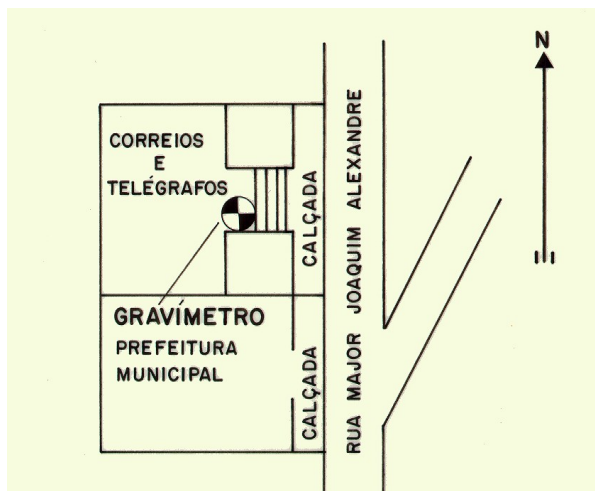 N
CORREIOS
E
TELÉGRAFOS
CALÇADA
RUA MAJOR JOAQUIM ALEXANDRE
GRAVÍMETRO
PREFEITURA
MUNICIPAL
CALÇADA